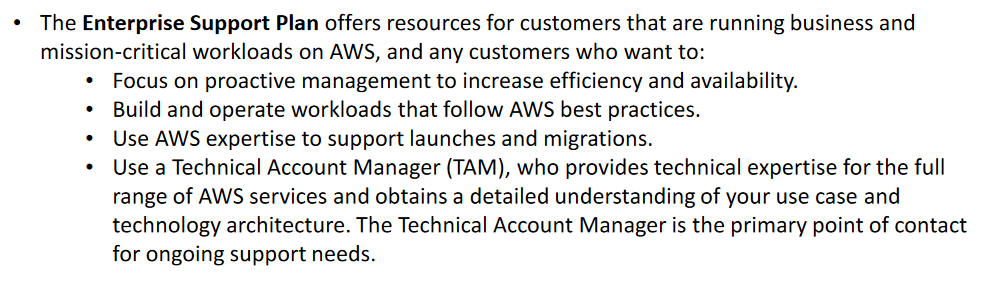 • The Enterprise Support Plan offers resources for customers that are running business and
mission-critical workloads on AWS, and any customers who want to:
• Focus on proactive management to increase efficiency and availability.
• Build and operate workloads that follow AWS best practices.
• Use AWS expertise to support launches and migrations.
• Use a Technical Account Manager (TAM), who provides technical expertise for the full
range of AWS services and obtains a detailed understanding of your use case and
technology architecture. The Technical Account Manager is the primary point of contact
for ongoing support needs.